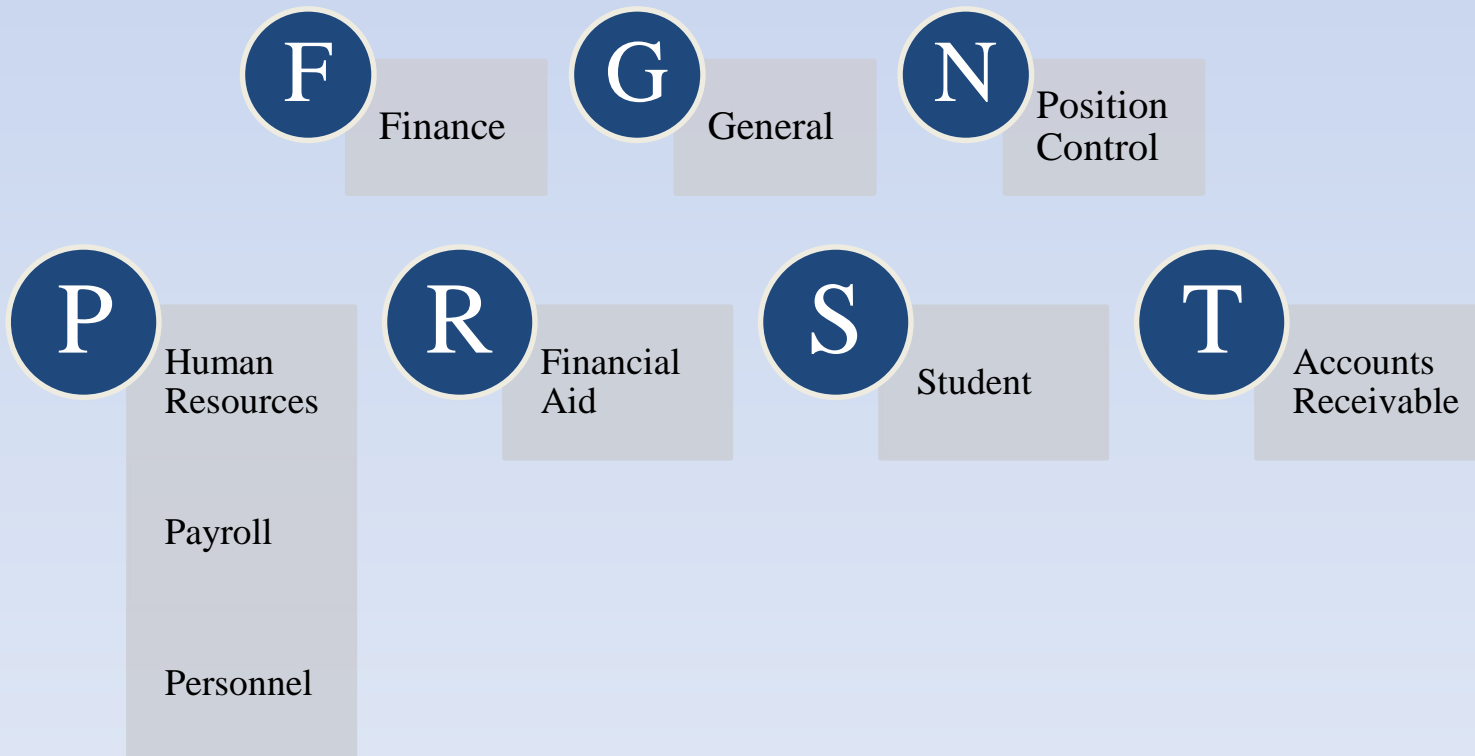 F
Finance
G
General
N
Position
Control
P
Human
Resources
Payroll
Personnel
R
Financial
Aid
S
Student
T
Accounts
Receivable